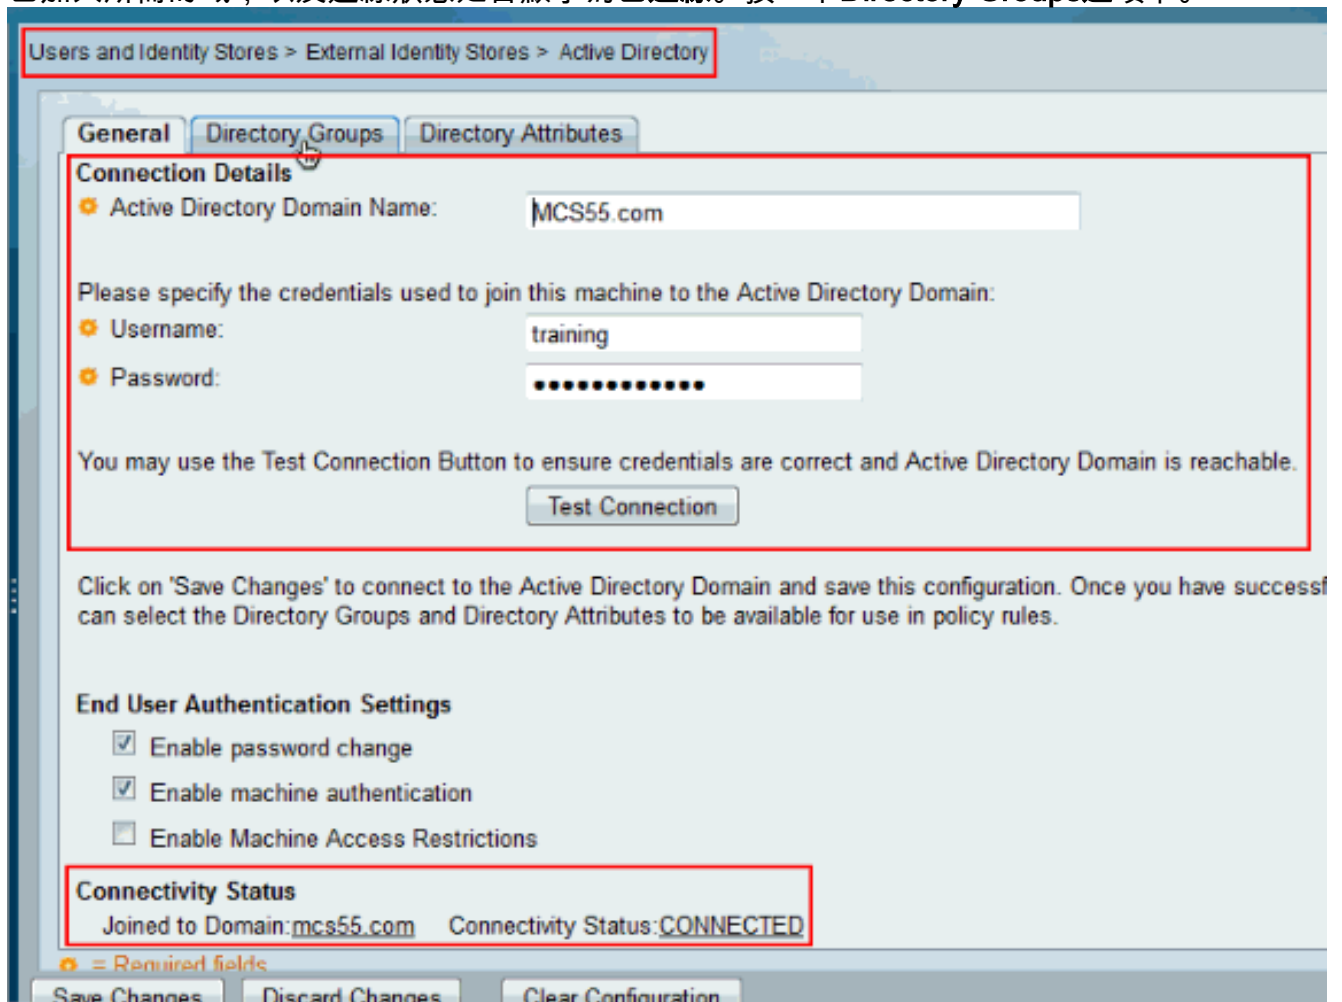 Directory Groups
Users and Identity Stores > External Identity Stores > Active Directory
General Directory Groups Directory Attributes
Connection Details
Active Directory Domain Name: MCS55.com
Please specify the credentials used to join this machine to the Active Directory Domain:
Username: training
Password: ●●●●●●●●●●●●
You may use the Test Connection Button to ensure credentials are correct and Active Directory Domain is reachable.
Test Connection
Click on 'Save Changes' to connect to the Active Directory Domain and save this configuration. Once you have successf
can select the Directory Groups and Directory Attributes to be available for use in policy rules.
End User Authentication Settings
Enable password change
Enable machine authentication
Enable Machine Access Restrictions
Connectivity Status
Joined to Domain:mcs55.com Connectivity Status:CONNECTED
= Required fields
Save Changes Discard Changes Clear Configuration